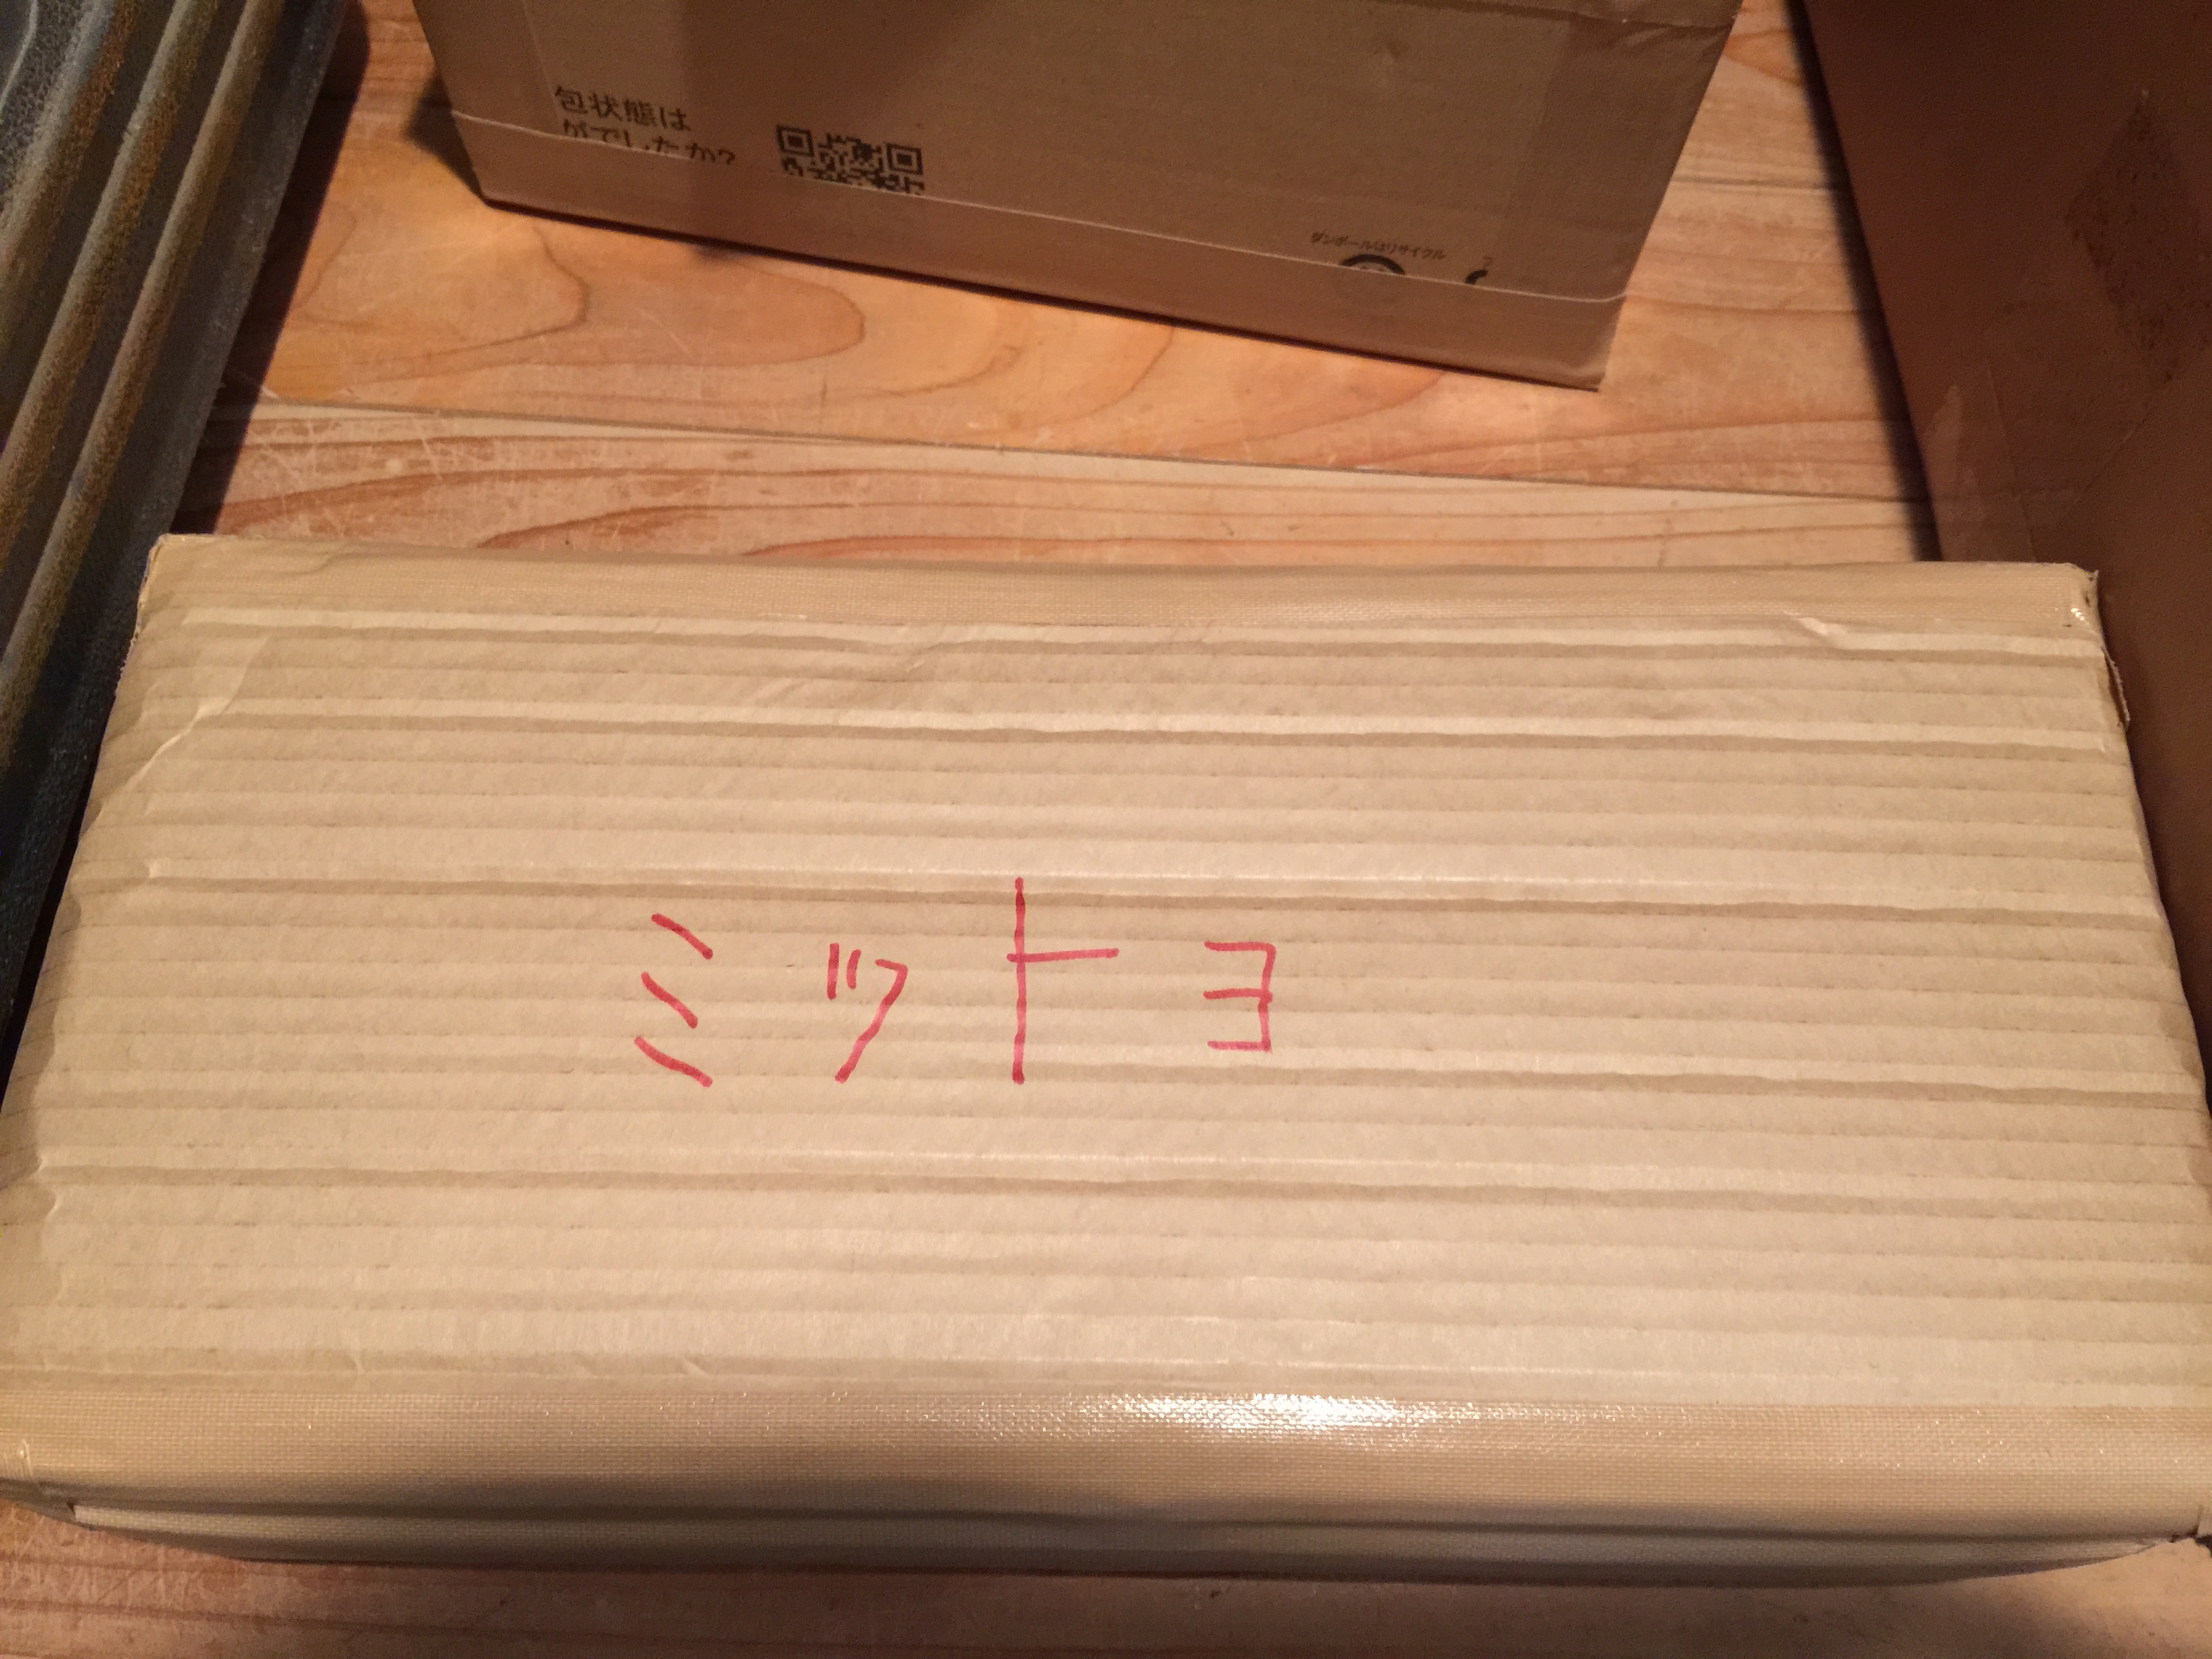 包状態は
がでしたか?
ダンボールはリサイクル
ミットヨ